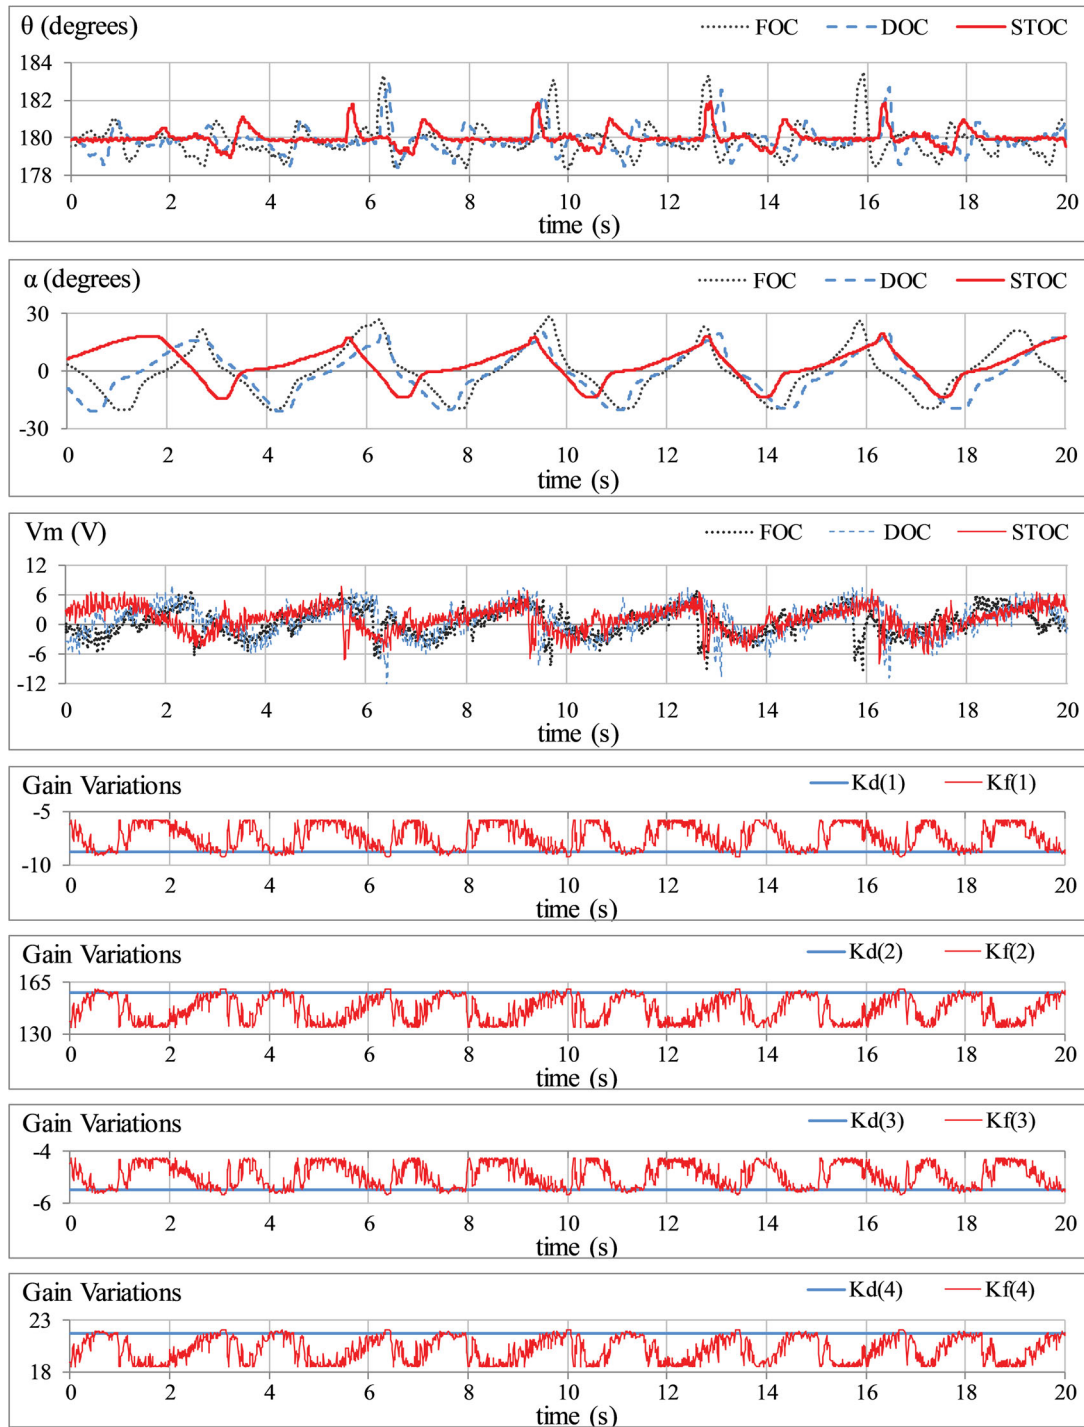 θ (degrees)
FOC DOC STOC
184
182
180
178
0 2 4 6 8 10 12 14 16 18 20
time (s)
α (degrees)
FOC DOC STOC
30
0
-30
0 2 4 6 8 10 12 14 16 18 20
time (s)
Vm (V)
FOC DOC STOC
12
6
0
-6
-12
0 2 4 6 8 10 12 14 16 18 20
time (s)
Gain Variations
Kd(1) Kf(1)
-5
-10
0 2 4 6 8 10 12 14 16 18 20
time (s)
Gain Variations
Kd(2) Kf(2)
165
130
0 2 4 6 8 10 12 14 16 18 20
time (s)
Gain Variations
Kd(3) Kf(3)
-4
-6
0 2 4 6 8 10 12 14 16 18 20
time (s)
Gain Variations
Kd(4) Kf(4)
23
18
0 2 4 6 8 10 12 14 16 18 20
time (s)